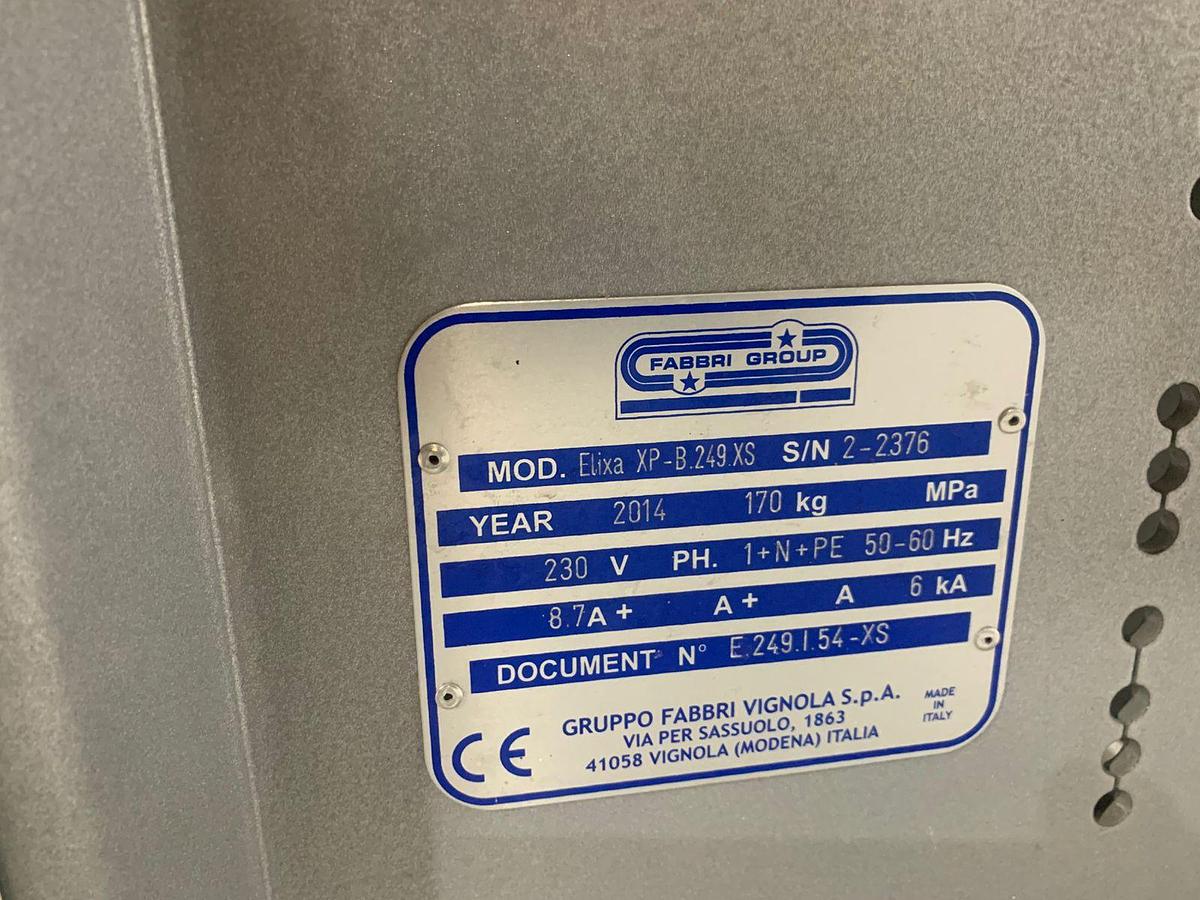 FABBRI GROUP
MOD. Elixa XP-B.249.XS S/N 2-2376
YEAR 2014 170 kg MPa
230 V PH. 1+N+PE 50-60 Hz
8.7A+ A+ A 6 kA
DOCUMENT N° E.249.I.54-XS
GRUPPO FABBRI VIGNOLA S.p.A.
VIA PER SASSUOLO, 1863
41058 VIGNOLA (MODENA) ITALIA
MADE
IN
ITALY
CE